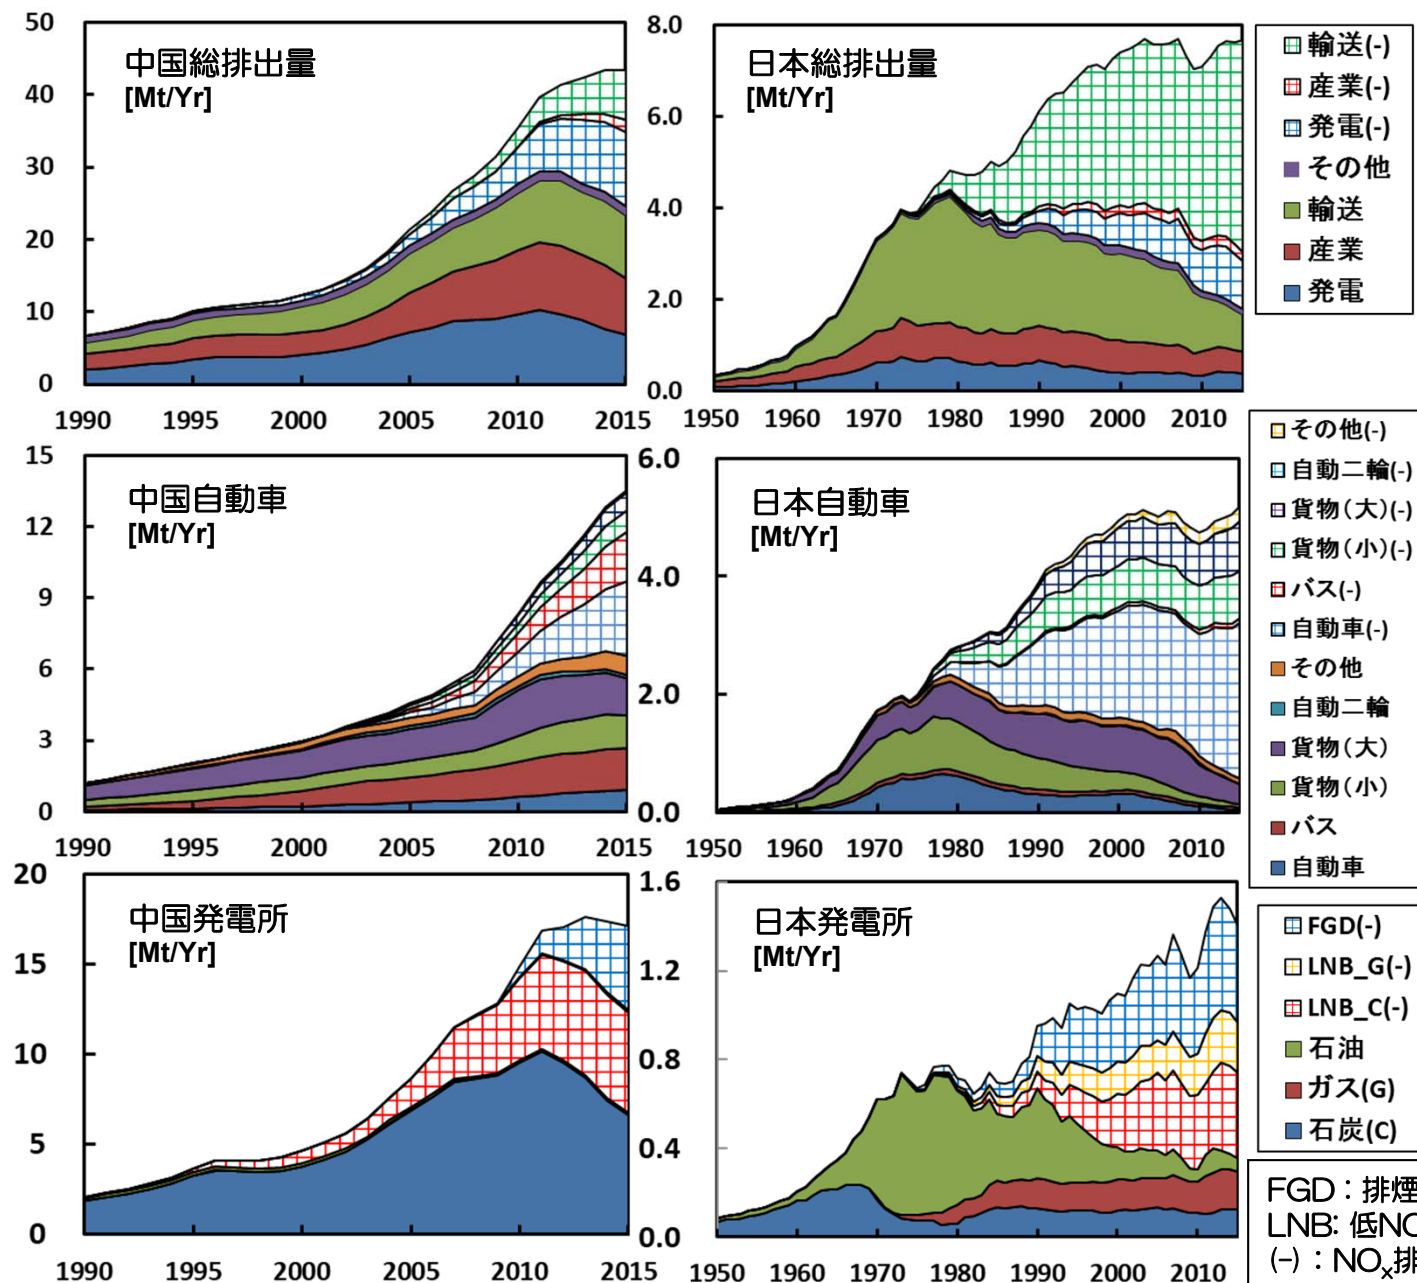 50
40
30
20
10
0
中国総排出量
[Mt/Yr]
1990 1995 2000 2005 2010 2015
8.0
6.0
4.0
2.0
0.0
日本総排出量
[Mt/Yr]
1950 1960 1970 1980 1990 2000 2010
輸送(-)
産業(-)
発電(-)
その他
輸送
産業
発電
15
12
9
6
3
0
中国自動車
[Mt/Yr]
1990 1995 2000 2005 2010 2015
6.0
4.0
2.0
0.0
日本自動車
[Mt/Yr]
1950 1960 1970 1980 1990 2000 2010
その他(-)
自動二輪(-)
貨物(大)(-)
貨物(小)(-)
バス(-)
自動車(-)
その他
自動二輪
貨物(大)
貨物(小)
バス
自動車
20
15
10
5
0
中国発電所
[Mt/Yr]
1990 1995 2000 2005 2010 2015
1.6
1.2
0.8
0.4
0.0
日本発電所
[Mt/Yr]
1950 1960 1970 1980 1990 2000 2010
FGD(-)
LNB_G(-)
LNB_C(-)
石油
ガス(G)
石炭(C)
FGD：排煙
LNB: 低NO
(-)：NOx排